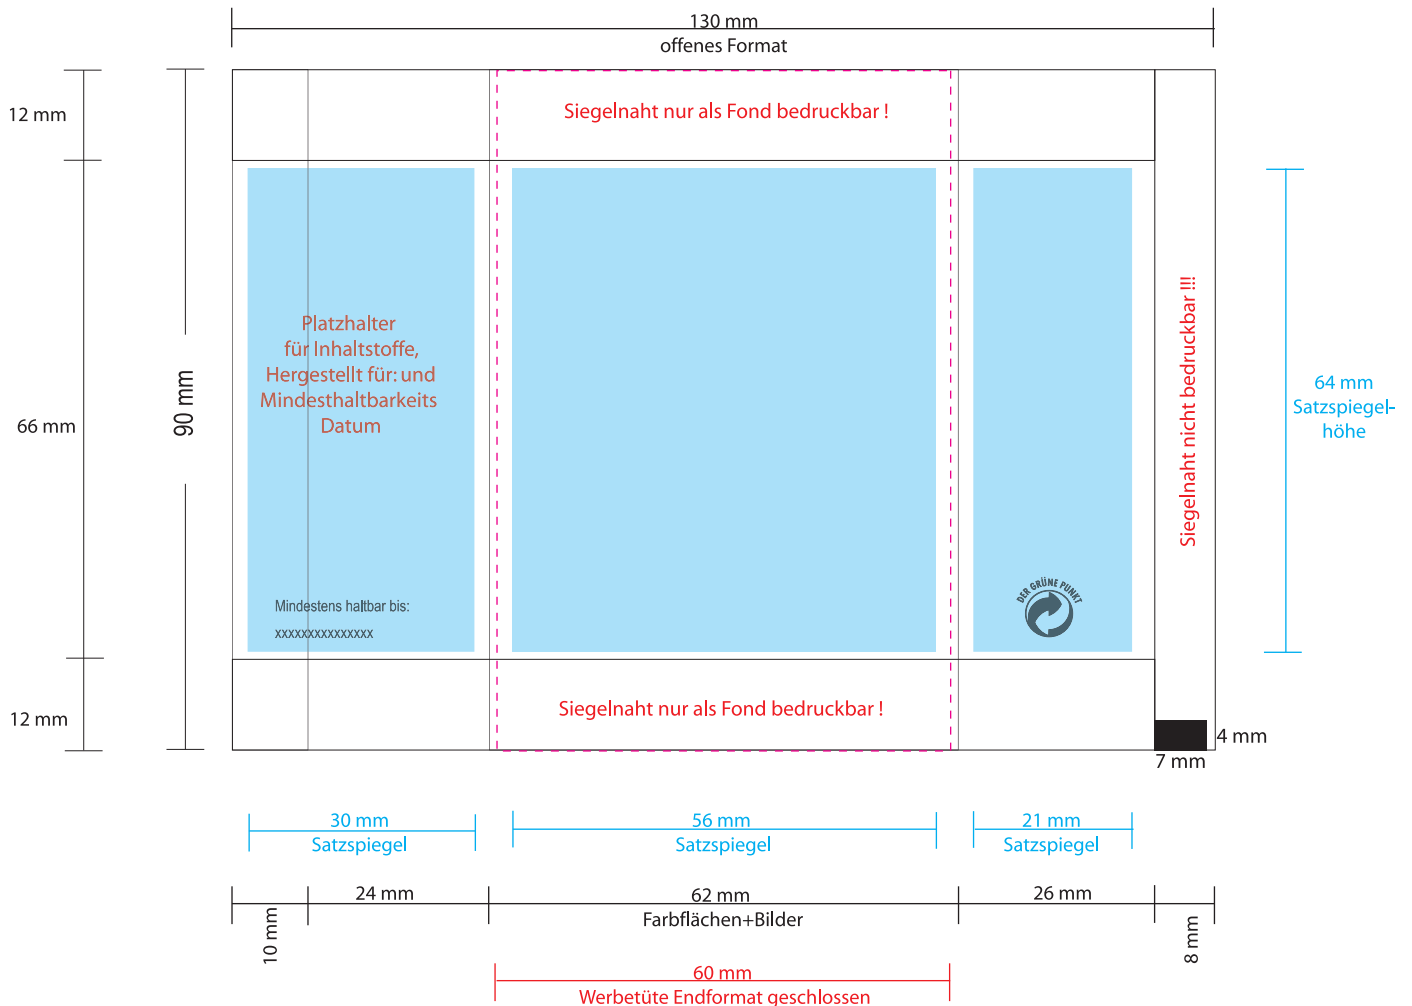 130 mm
offenes Format
12 mm
Siegelnaht nur als Fond bedruckbar !
Platzhalter
für Inhaltstoffe,
Hergestellt für: und
Mindesthaltbarkeits
Datum
66 mm
90 mm
Siegelnaht nicht bedruckbar !!!
64 mm
Satzspiegel-
höhe
Mindestens haltbar bis:
xxxxxxxxxxxxxxx
DER GRÜNE PUNKT
12 mm
Siegelnaht nur als Fond bedruckbar !
4 mm
7 mm
30 mm
Satzspiegel
56 mm
Satzspiegel
21 mm
Satzspiegel
10 mm
24 mm
62 mm
Farbflächen+Bilder
26 mm
8 mm
60 mm
Werbetüte Endformat geschlossen